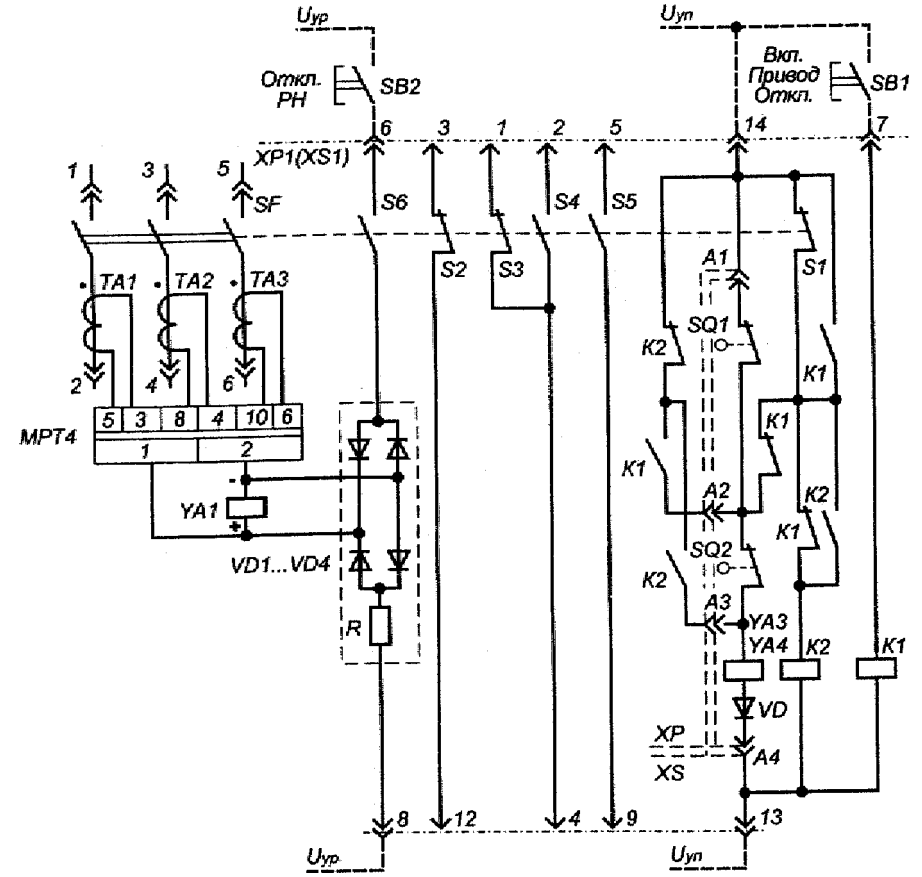 Uур
Uуп
Откл.
РН
SB2
Вкл.
Привод
Откл.
SB1
6 3 1 2 5 14 7
XP1(XS1)
1 3 5
SF
S6 S2 S3 S4 S5 S1
A1
TA1 TA2 TA3
SQ1
K2 K1
2 4 6
K1
5 3 8 4 10 6
МРТ4
1 2
K1
A2
K1 K2
-
YA1
+
SQ2
VD1...VD4
K2
A3
YA3
YA4
R
K2 K1
VD
XP
XS
A4
8 12 4 9 13
Uур
Uуп